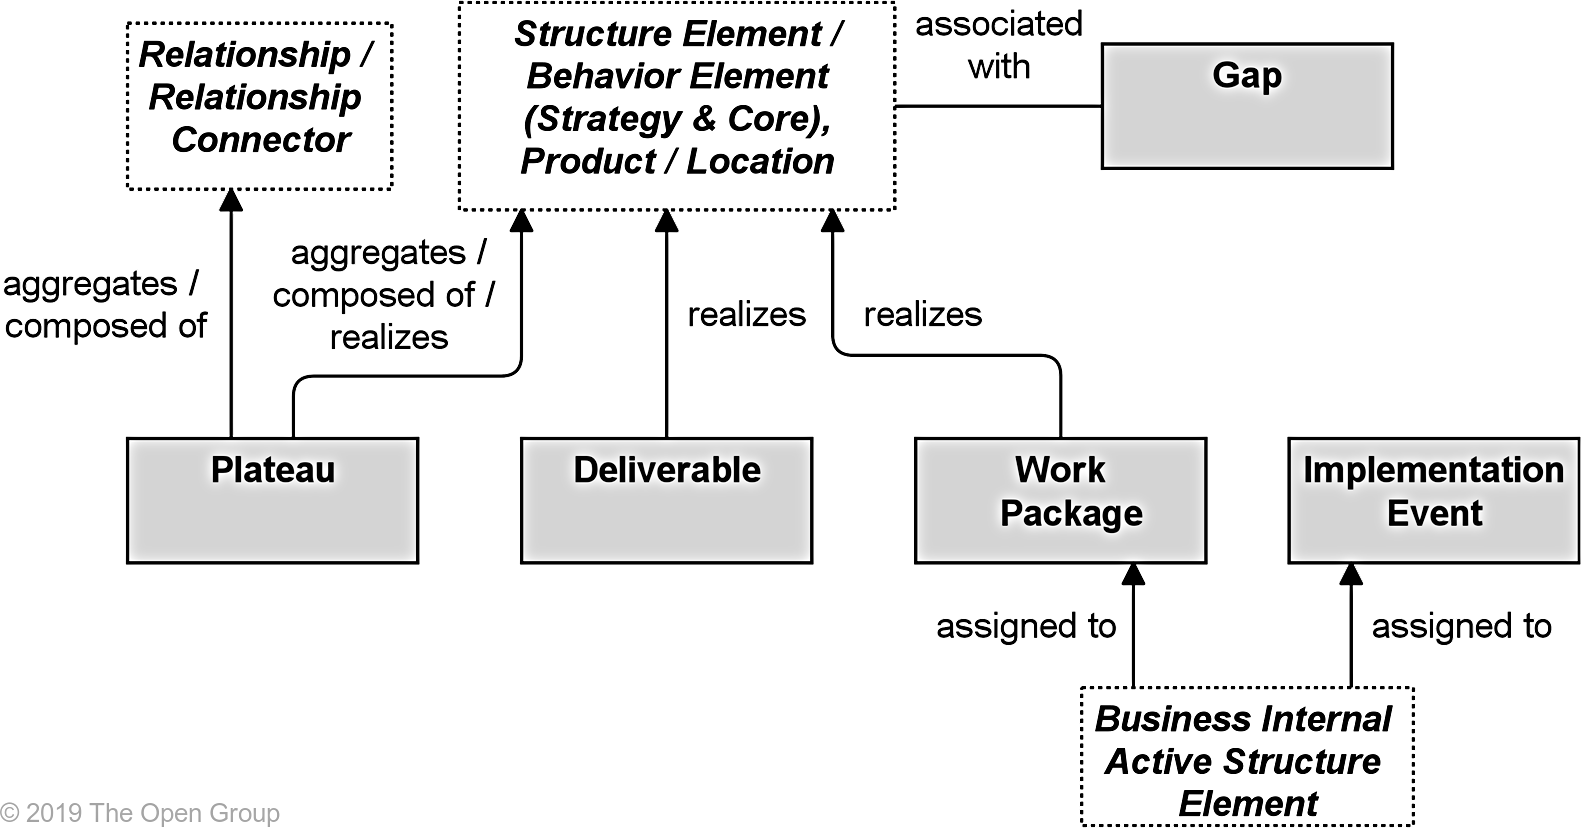 Relationship /
Relationship
Connector
Structure Element /
Behavior Element
(Strategy & Core),
Product / Location
associated
with
Gap
aggregates /
composed of
aggregates /
composed of /
realizes
realizes
realizes
Plateau
Deliverable
Work
Package
Implementation
Event
assigned to
assigned to
Business Internal
Active Structure
Element
© 2019 The Open Group